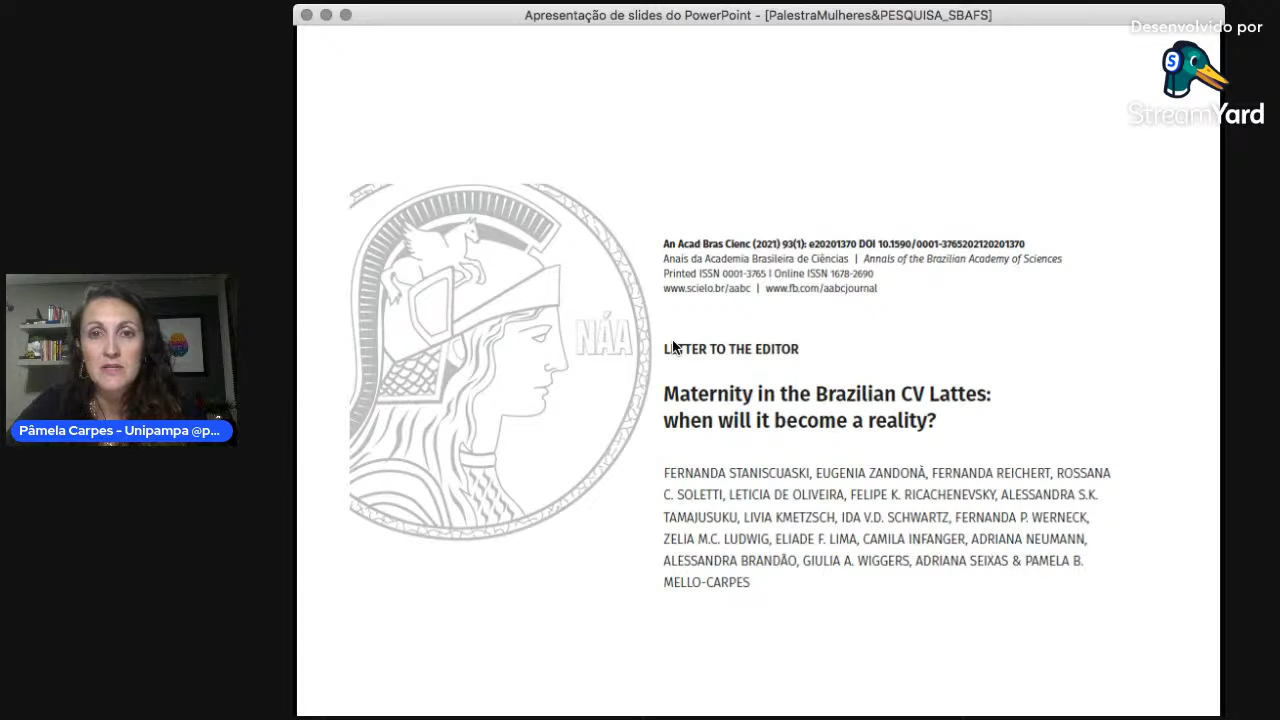 Apresentação de slides do PowerPoint - [PalestraMulheres&PESQUISA_SBAFS]
Desenvolvido por
S
StreamYard
NÁA
An Acad Bras Cienc (2021) 93(1): e20201370 DOI 10.1590/0001-3765202120201370
Anais da Academia Brasileira de Ciências | Annals of the Brazilian Academy of Sciences
Printed ISSN 0001-3765 I Online ISSN 1678-2690
www.scielo.br/aabc | www.fb.com/aabcjournal
LETTER TO THE EDITOR
Maternity in the Brazilian CV Lattes:
when will it become a reality?
FERNANDA STANISCUASKI, EUGENIA ZANDONÀ, FERNANDA REICHERT, ROSSANA
C. SOLETTI, LETICIA DE OLIVEIRA, FELIPE K. RICACHENEVSKY, ALESSANDRA S.K.
TAMAJUSUKU, LIVIA KMETZSCH, IDA V.D. SCHWARTZ, FERNANDA P. WERNECK,
ZELIA M.C. LUDWIG, ELIADE F. LIMA, CAMILA INFANGER, ADRIANA NEUMANN,
ALESSANDRA BRANDÃO, GIULIA A. WIGGERS, ADRIANA SEIXAS & PAMELA B.
MELLO-CARPES
Pâmela Carpes - Unipampa @p...